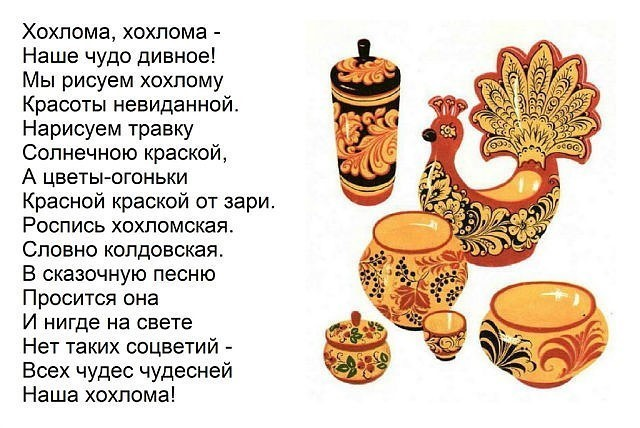 Хохлома, хохлома -
Наше чудо дивное!
Мы рисуем хохлому
Красоты невиданной.
Нарисуем травку
Солнечною краской,
А цветы-огоньки
Красной краской от зари.
Роспись хохломская.
Словно колдовская.
В сказочную песню
Просится она
И нигде на свете
Нет таких соцветий -
Всех чудес чудесней
Наша хохлома!